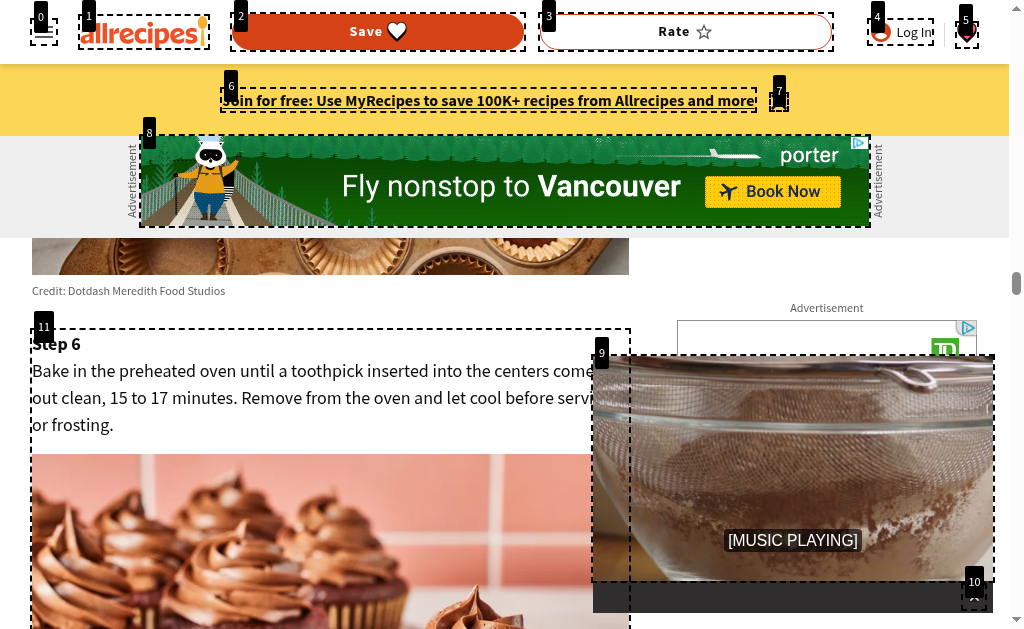 0
1
2
3
4
5
allrecipes
Save
Rate
Log In
6
7
Join for free: Use MyRecipes to save 100K+ recipes from Allrecipes and more
8
Advertisement
Fly nonstop to Vancouver
porter
Book Now
Advertisement
Credit: Dotdash Meredith Food Studios
Advertisement
11
Step 6
Bake in the preheated oven until a toothpick inserted into the centers come
out clean, 15 to 17 minutes. Remove from the oven and let cool before servi
or frosting.
TD
9
[MUSIC PLAYING]
10